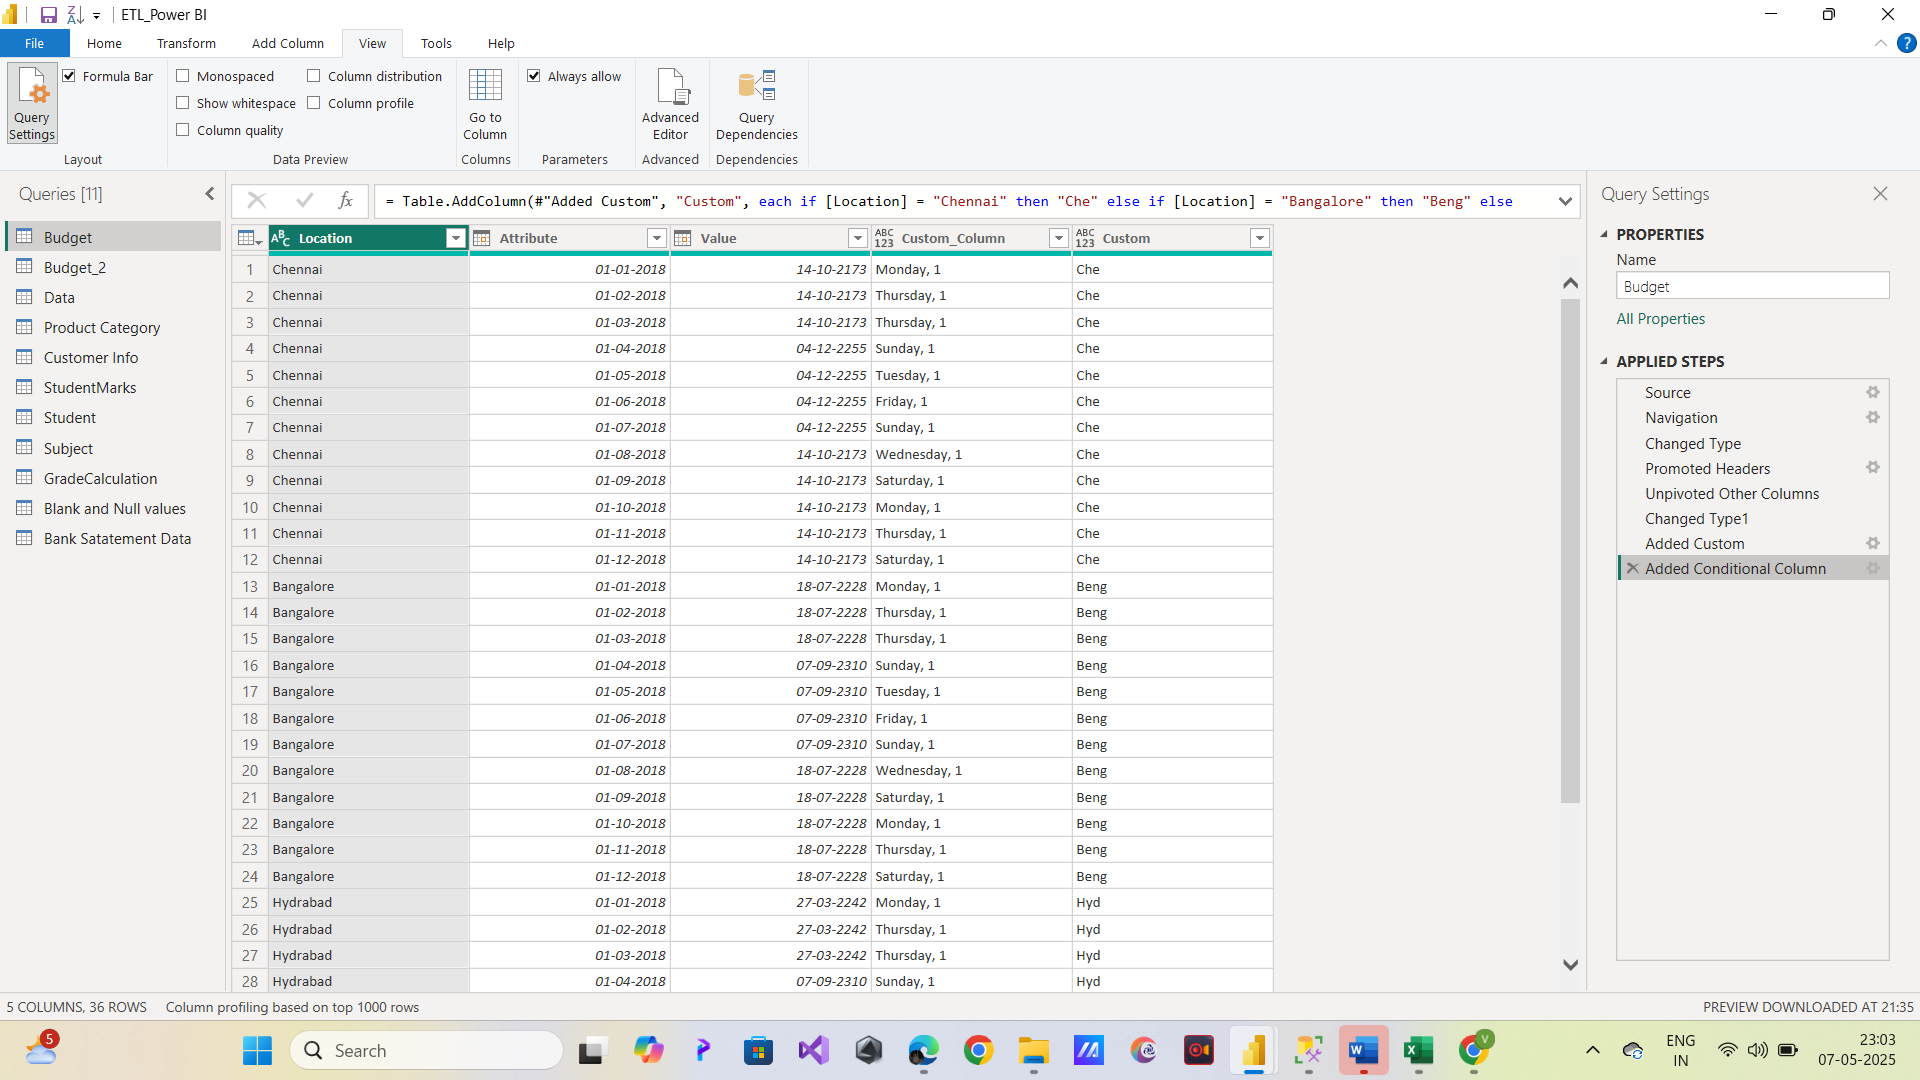 ETL_Power BI
File Home Transform Add Column View Tools Help
Formula Bar Monospaced Column distribution Always allow
Show whitespace Column profile
Query Settings Column quality Go to Column Advanced Editor Query Dependencies
Layout Data Preview Columns Parameters Advanced Dependencies
Queries [11]
Budget
Budget_2
Data
Product Category
Customer Info
StudentMarks
Student
Subject
GradeCalculation
Blank and Null values
Bank Satatement Data
= Table.AddColumn(#"Added Custom", "Custom", each if [Location] = "Chennai" then "Che" else if [Location] = "Bangalore" then "Beng" else
Location Attribute Value ABC 123 Custom_Column ABC 123 Custom
1 Chennai 01-01-2018 14-10-2173 Monday, 1 Che
2 Chennai 01-02-2018 14-10-2173 Thursday, 1 Che
3 Chennai 01-03-2018 14-10-2173 Thursday, 1 Che
4 Chennai 01-04-2018 04-12-2255 Sunday, 1 Che
5 Chennai 01-05-2018 04-12-2255 Tuesday, 1 Che
6 Chennai 01-06-2018 04-12-2255 Friday, 1 Che
7 Chennai 01-07-2018 04-12-2255 Sunday, 1 Che
8 Chennai 01-08-2018 14-10-2173 Wednesday, 1 Che
9 Chennai 01-09-2018 14-10-2173 Saturday, 1 Che
10 Chennai 01-10-2018 14-10-2173 Monday, 1 Che
11 Chennai 01-11-2018 14-10-2173 Thursday, 1 Che
12 Chennai 01-12-2018 14-10-2173 Saturday, 1 Che
13 Bangalore 01-01-2018 18-07-2228 Monday, 1 Beng
14 Bangalore 01-02-2018 18-07-2228 Thursday, 1 Beng
15 Bangalore 01-03-2018 18-07-2228 Thursday, 1 Beng
16 Bangalore 01-04-2018 07-09-2310 Sunday, 1 Beng
17 Bangalore 01-05-2018 07-09-2310 Tuesday, 1 Beng
18 Bangalore 01-06-2018 07-09-2310 Friday, 1 Beng
19 Bangalore 01-07-2018 07-09-2310 Sunday, 1 Beng
20 Bangalore 01-08-2018 18-07-2228 Wednesday, 1 Beng
21 Bangalore 01-09-2018 18-07-2228 Saturday, 1 Beng
22 Bangalore 01-10-2018 18-07-2228 Monday, 1 Beng
23 Bangalore 01-11-2018 18-07-2228 Thursday, 1 Beng
24 Bangalore 01-12-2018 18-07-2228 Saturday, 1 Beng
25 Hydrabad 01-01-2018 27-03-2242 Monday, 1 Hyd
26 Hydrabad 01-02-2018 27-03-2242 Thursday, 1 Hyd
27 Hydrabad 01-03-2018 27-03-2242 Thursday, 1 Hyd
28 Hydrabad 01-04-2018 07-09-2310 Sunday, 1 Hyd
Query Settings
PROPERTIES
Name
Budget
All Properties
APPLIED STEPS
Source
Navigation
Changed Type
Promoted Headers
Unpivoted Other Columns
Changed Type1
Added Custom
Added Conditional Column
5 COLUMNS, 36 ROWS Column profiling based on top 1000 rows PREVIEW DOWNLOADED AT 21:35
5 Search ENG 23:03
IN 07-05-2025